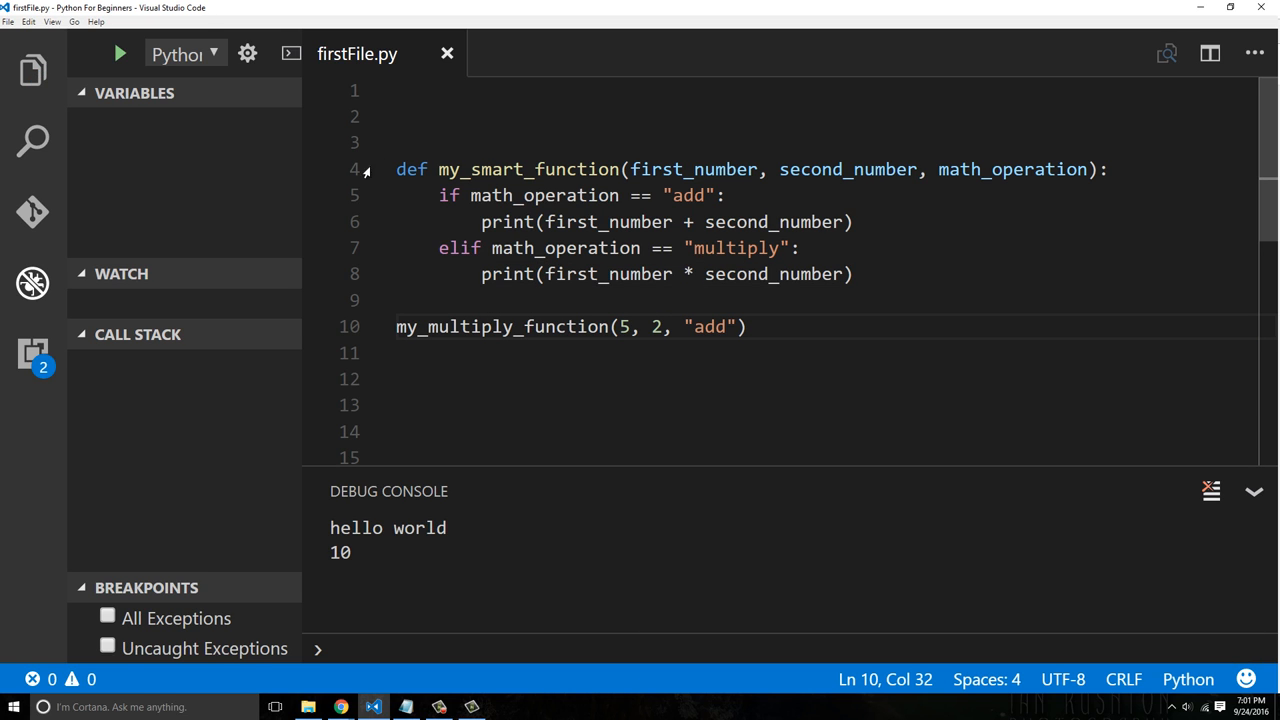 firstFile.py - Python For Beginners - Visual Studio Code
File Edit View Go Help
Pythor
firstFile.py
VARIABLES
WATCH
CALL STACK
2
BREAKPOINTS
All Exceptions
Uncaught Exceptions
1
2
3
4 def my_smart_function(first_number, second_number, math_operation):
5 if math_operation == "add":
6 print(first_number + second_number)
7 elif math_operation == "multiply":
8 print(first_number * second_number)
9
10 my_multiply_function(5, 2, "add")
11
12
13
14
15
DEBUG CONSOLE
hello world
10
0 0 Ln 10, Col 32 Spaces: 4 UTF-8 CRLF Python
I'm Cortana. Ask me anything.
7:01 PM
9/24/2016